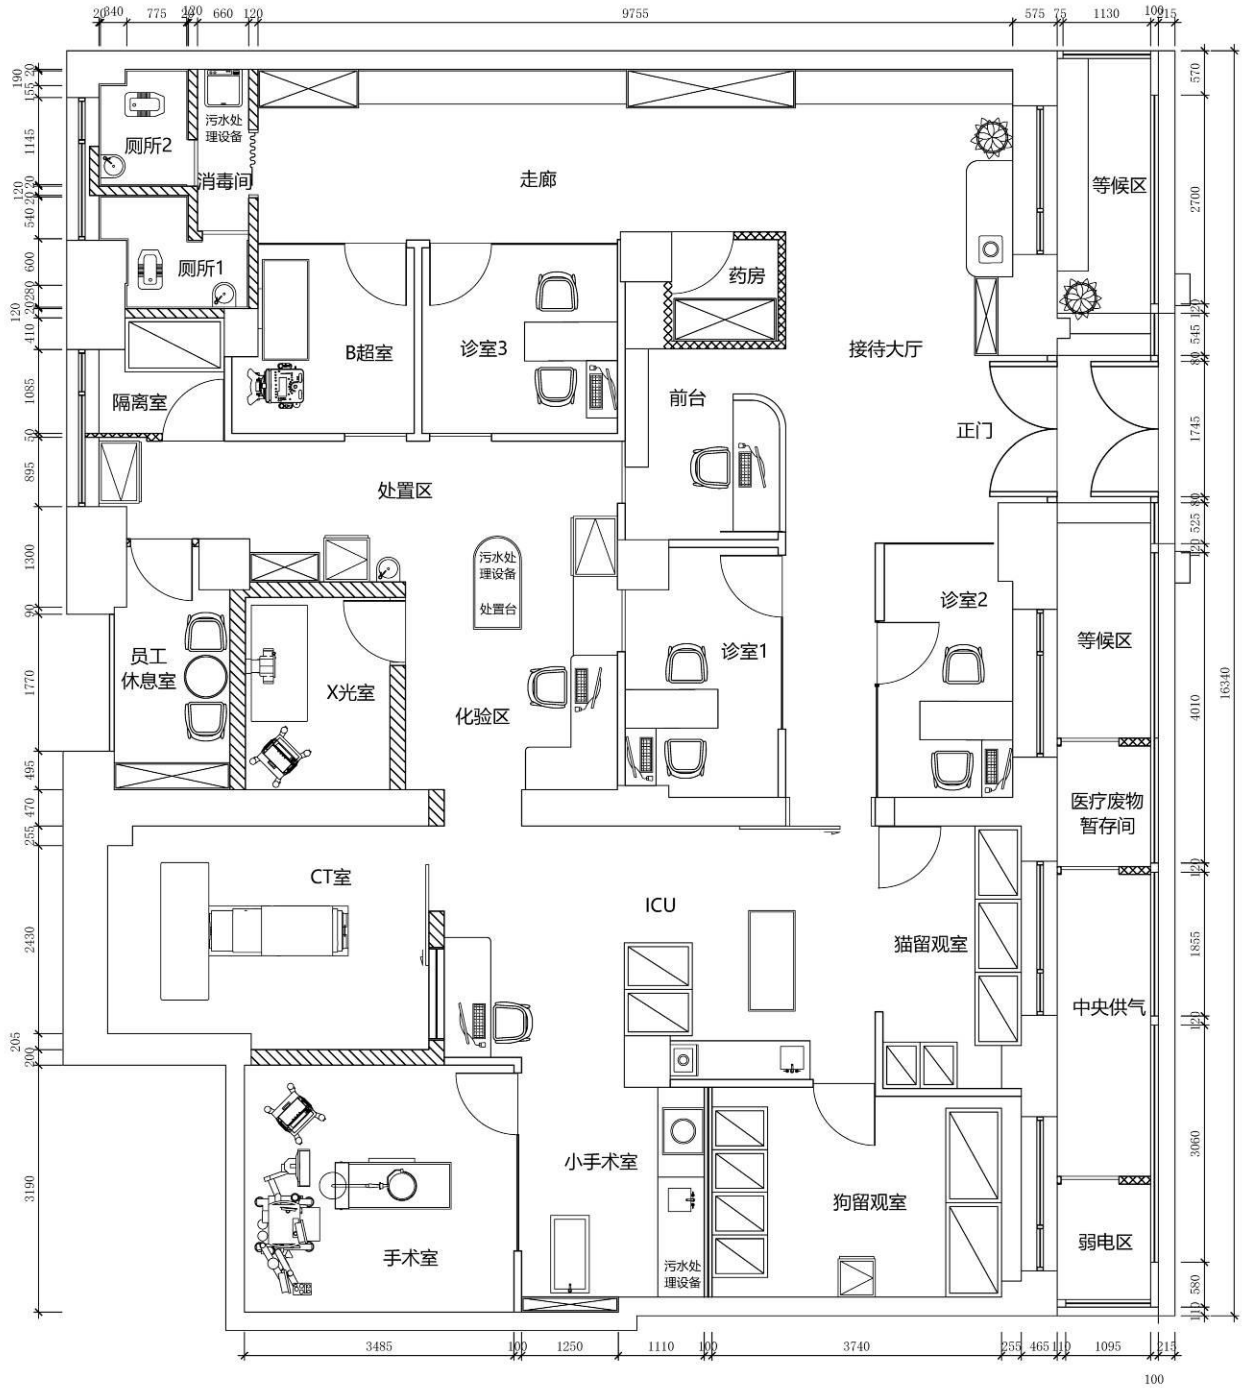 20
340
775
20
120
660
120
9755
575
75
1130
100
215
190
20
155
1145
120
20
20
540
600
280
120
20
410
1085
50
895
1300
90
1770
495
470
255
2430
205
200
3190
570
2700
120
545
80
1745
80
525
120
4010
120
1855
120
3060
580
110
16340
厕所2
污水处
理设备
消毒间
走廊
等候区
厕所1
药房
B超室
诊室3
接待大厅
隔离室
前台
正门
处置区
污水处
理设备
处置台
诊室2
员工
休息室
诊室1
等候区
X光室
化验区
医疗废物
暂存间
CT室
ICU
猫留观室
中央供气
小手术室
狗留观室
手术室
污水处
理设备
弱电区
3485
100
1250
1110
100
3740
255
465
110
1095
215
100